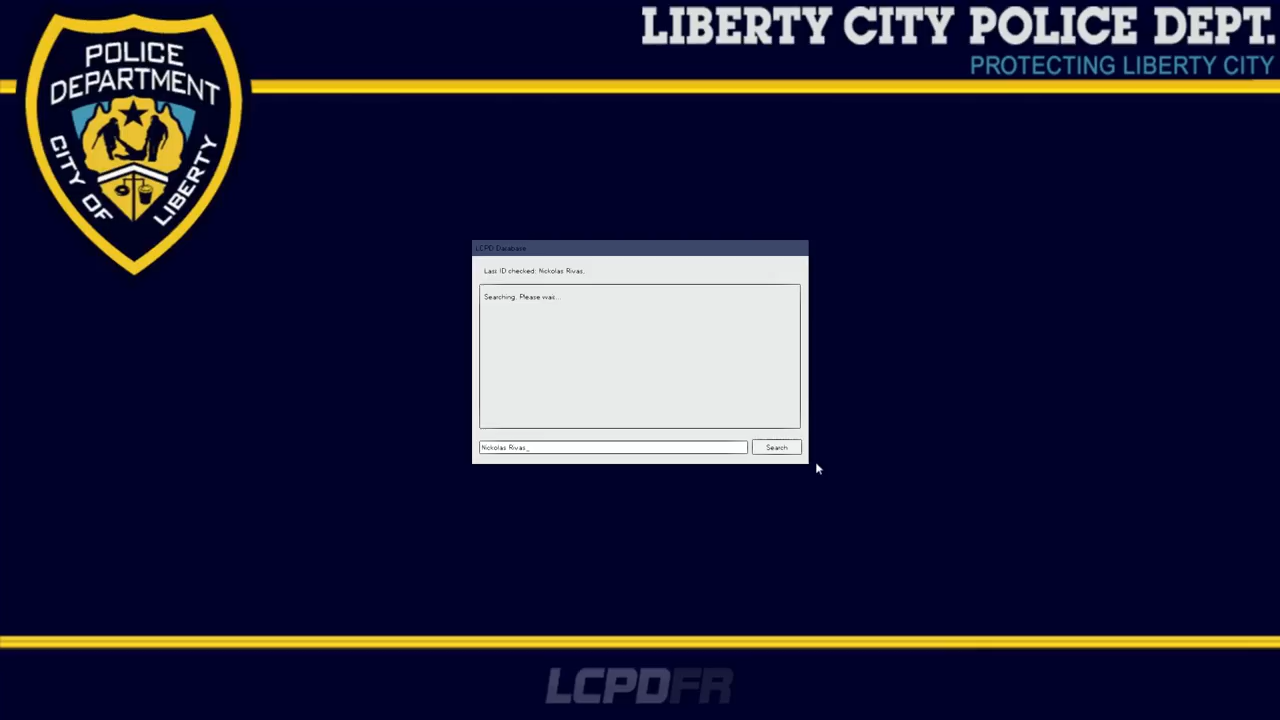 LIBERTY CITY POLICE DEPT.
PROTECTING LIBERTY CITY
POLICE
DEPARTMENT
CITY OF LIBERTY
LCPD Database
Last ID checked: Nickolas Rivas.
Searching. Please wait...
Nickolas Rivas_
Search
LCPDFR